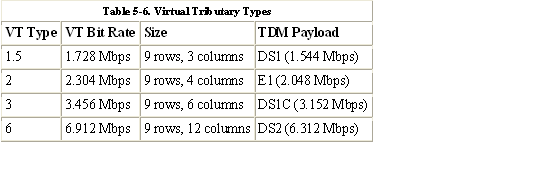 Table 5-6. Virtual Tributary Types
VT Type VT Bit Rate Size TDM Payload
1.5 1.728 Mbps 9 rows, 3 columns DS1 (1.544 Mbps)
2 2.304 Mbps 9 rows, 4 columns E1 (2.048 Mbps)
3 3.456 Mbps 9 rows, 6 columns DS1C (3.152 Mbps)
6 6.912 Mbps 9 rows, 12 columns DS2 (6.312 Mbps)